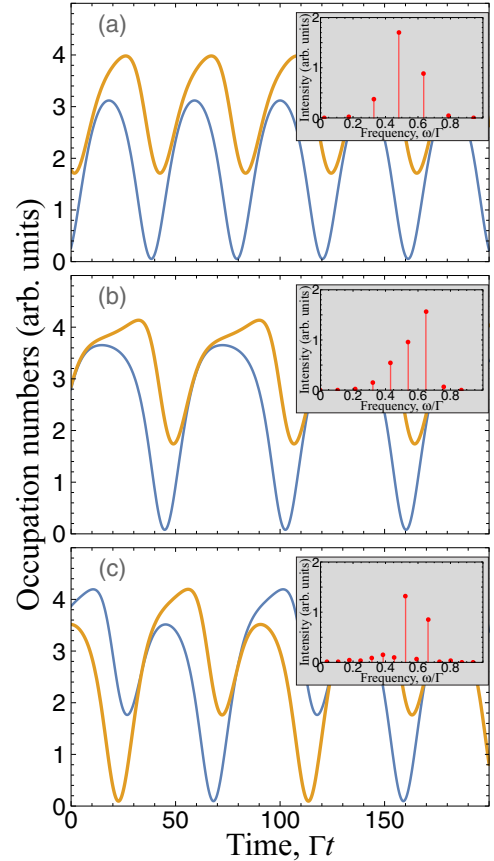 (a)
4
3
2
1
0
Intensity (arb. units)
2
1
0
0 0.2 0.4 0.6 0.8
Frequency, ω/Γ
(b)
4
3
2
1
0
Intensity (arb. units)
2
1
0
0 0.2 0.4 0.6 0.8
Frequency, ω/Γ
(c)
4
3
2
1
0
Intensity (arb. units)
2
1
0
0 0.2 0.4 0.6 0.8
Frequency, ω/Γ
Occupation numbers (arb. units)
0 50 100 150
Time, Γt